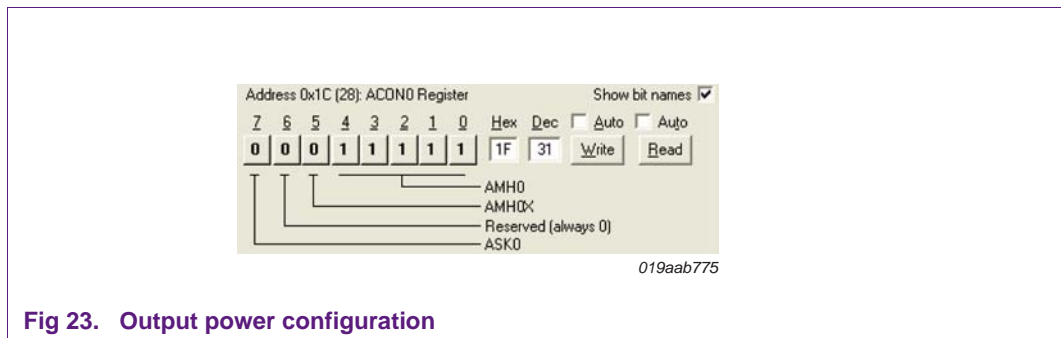 Address 0x1C (28): ACON0 Register Show bit names
7 6 5 4 3 2 1 0 Hex Dec Auto Auto
0 0 0 1 1 1 1 1 1F 31 Write Read
AMH0
AMH0X
Reserved (always 0)
ASK0
019aab775
Fig 23. Output power configuration